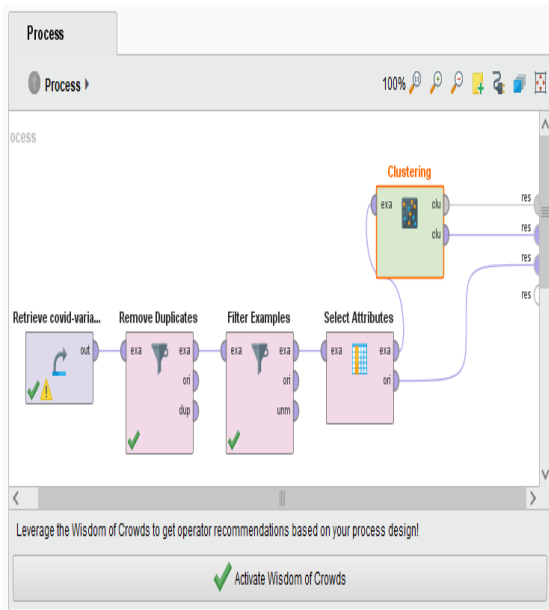 Process
Process
100%
ocess
Clustering
exa
clu
clu
res
res
res
res
Retrieve covid-varia...
Remove Duplicates
Filter Examples
Select Attributes
out
exa
exa
ori
dup
exa
exa
ori
unm
exa
exa
ori
Leverage the Wisdom of Crowds to get operator recommendations based on your process design!
Activate Wisdom of Crowds